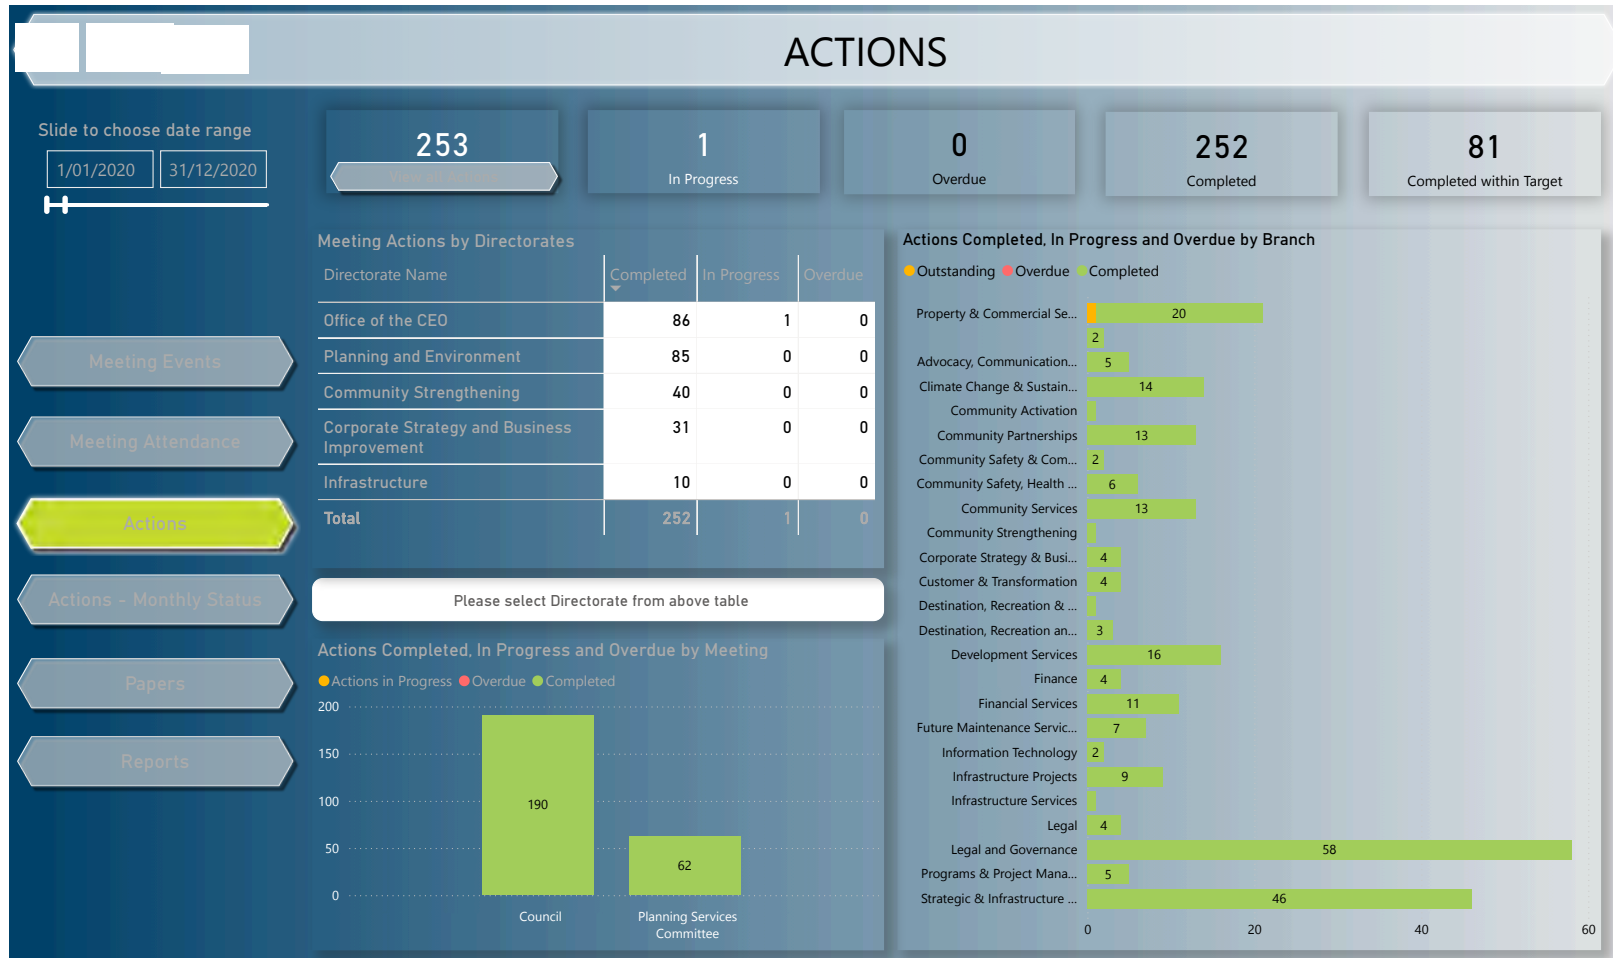 ACTIONS
Slide to choose date range
1/01/2020
31/12/2020
253
1
In Progress
0
Overdue
252
Completed
81
Completed within Target
Meeting Events
Meeting Attendance
Actions
Actions - Monthly Status
Papers
Reports
Meeting Actions by Directorates
Directorate Name Completed In Progress Overdue
Office of the CEO 86 1 0
Planning and Environment 85 0 0
Community Strengthening 40 0 0
Corporate Strategy and Business 31 0 0
Improvement
Infrastructure 10 0 0
Total 252 1 0
Please select Directorate from above table
Actions Completed, In Progress and Overdue by Meeting
Actions in Progress Overdue Completed
200
150
100
50
0
190
62
Council
Planning Services
Committee
Actions Completed, In Progress and Overdue by Branch
Outstanding Overdue Completed
Property & Commercial Se... 20
2
Advocacy, Communication... 5
Climate Change & Sustain... 14
Community Activation
Community Partnerships 13
Community Safety & Com... 2
Community Safety, Health ... 6
Community Services 13
Community Strengthening
Corporate Strategy & Busi... 4
Customer & Transformation 4
Destination, Recreation & ...
Destination, Recreation an... 3
Development Services 16
Finance 4
Financial Services 11
Future Maintenance Servic... 7
Information Technology 2
Infrastructure Projects 9
Infrastructure Services
Legal 4
Legal and Governance 58
Programs & Project Mana... 5
Strategic & Infrastructure ... 46
0 20 40 60